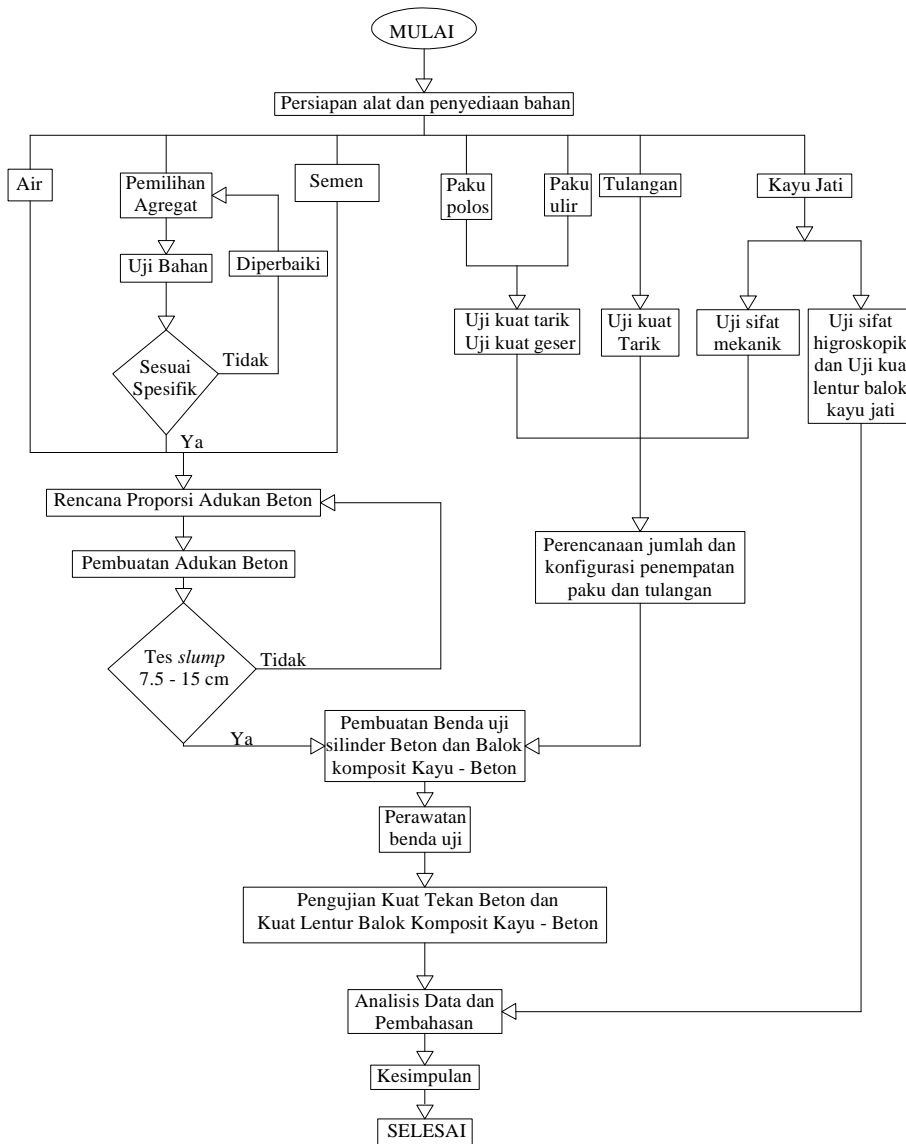 MULAI
Persiapan alat dan penyediaan bahan
Air
Pemilihan
Agregat
Semen
Paku
polos
Paku
ulir
Tulangan
Kayu Jati
Uji Bahan
Diperbaiki
Uji kuat tarik
Uji kuat geser
Uji kuat
Tarik
Uji sifat
mekanik
Uji sifat
higroskopik
dan Uji kua
lentur balok
kayu jati
Sesuai
Spesifik
Tidak
Ya
Rencana Proporsi Adukan Beton
Pembuatan Adukan Beton
Perencanaan jumlah dan
konfigurasi penempatan
paku dan tulangan
Tes slump
7.5 - 15 cm
Tidak
Ya
Pembuatan Benda uji
silinder Beton dan Balok
komposit Kayu - Beton
Perawatan
benda uji
Pengujian Kuat Tekan Beton dan
Kuat Lentur Balok Komposit Kayu - Beton
Analisis Data dan
Pembahasan
Kesimpulan
SELESAI